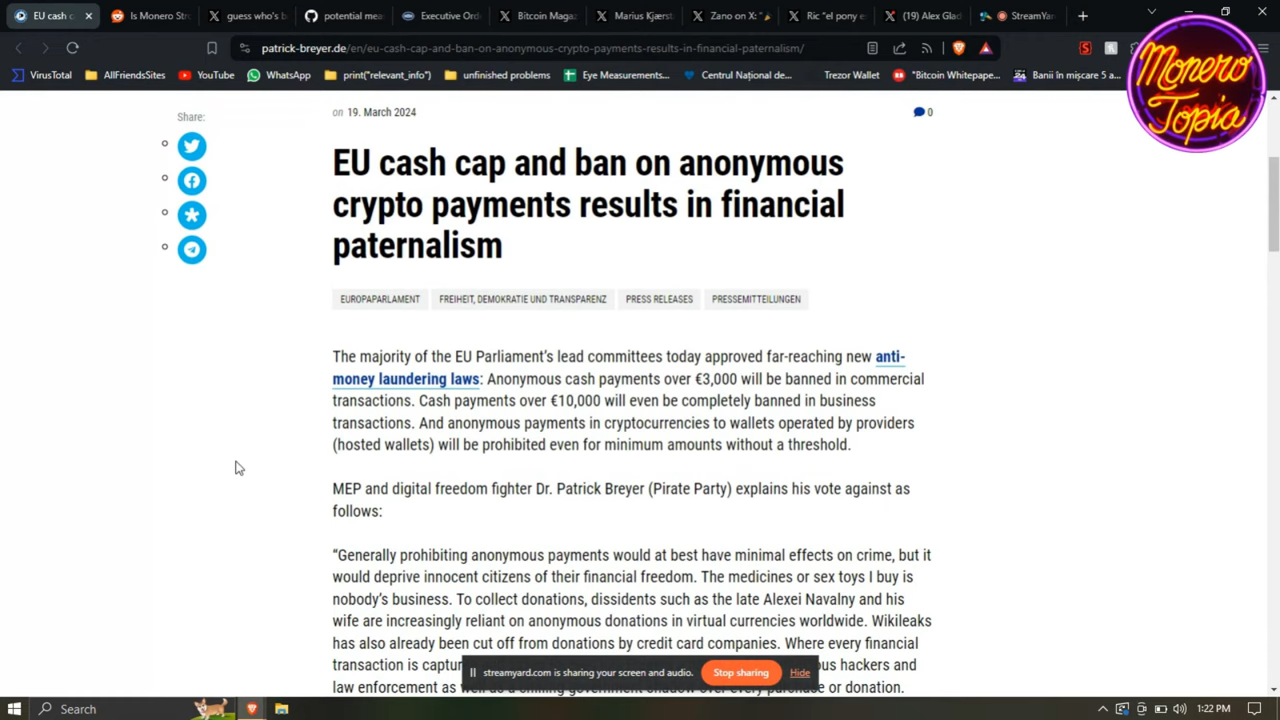 EU cash c
Is Monero Stro
guess who's b
potential mea
Executive Ord
Bitcoin Maga
Marius Kjærst
Zano on X: "
Ric "el pony e
(19) Alex Glad
StreamYar
patrick-breyer.de/en/eu-cash-cap-and-ban-on-anonymous-crypto-payments-results-in-financial-paternalism/
VirusTotal
AllFriendsSites
YouTube
WhatsApp
print("relevant_info")
unfinished problems
Eye Measurements...
Centrul Național de...
Trezor Wallet
"Bitcoin Whitepape...
Banii în mișcare 5 a...
Monero
Topia
Share:
on 19. March 2024
0
EU cash cap and ban on anonymous
crypto payments results in financial
paternalism
EUROPAPARLAMENT
FREIHEIT, DEMOKRATIE UND TRANSPARENZ
PRESS RELEASES
PRESSEMITTEILUNGEN
The majority of the EU Parliament's lead committees today approved far-reaching new anti-
money laundering laws: Anonymous cash payments over €3,000 will be banned in commercial
transactions. Cash payments over €10,000 will even be completely banned in business
transactions. And anonymous payments in cryptocurrencies to wallets operated by providers
(hosted wallets) will be prohibited even for minimum amounts without a threshold.
MEP and digital freedom fighter Dr. Patrick Breyer (Pirate Party) explains his vote against as
follows:
"Generally prohibiting anonymous payments would at best have minimal effects on crime, but it
would deprive innocent citizens of their financial freedom. The medicines or sex toys I buy is
nobody's business. To collect donations, dissidents such as the late Alexei Navalny and his
wife are increasingly reliant on anonymous donations in virtual currencies worldwide. Wikileaks
has also already been cut off from donations by credit card companies. Where every financial
transaction is captu
hackers and
law enforcement as
or donation.
streamyard.com is sharing your screen and audio.
Stop sharing
Hide
Search
1:22 PM